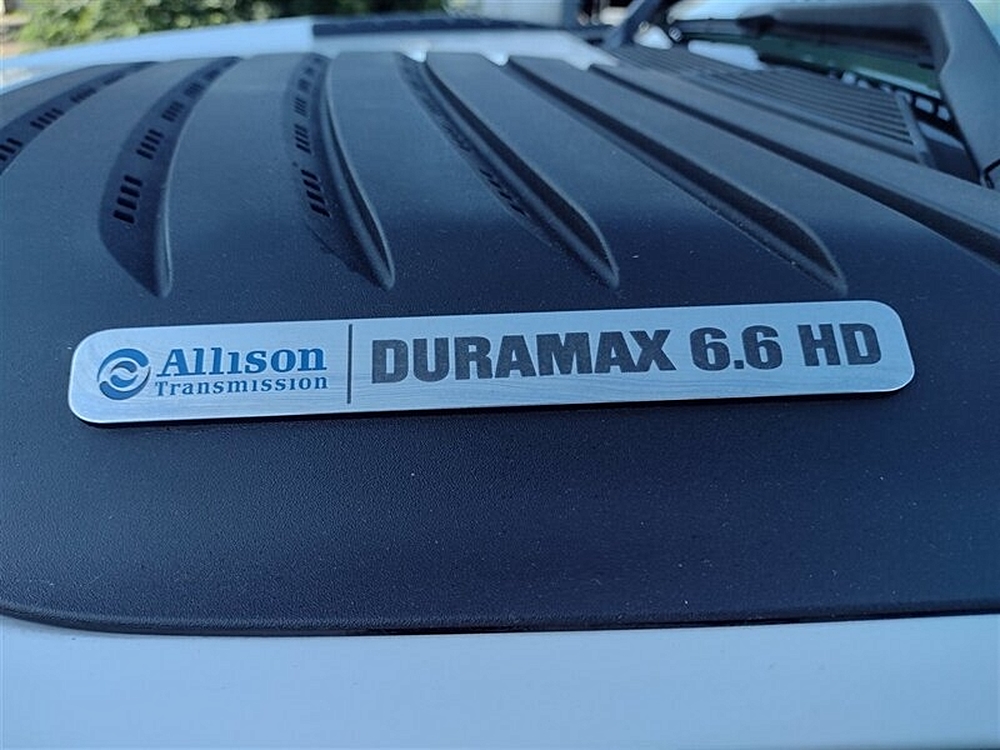 Allison
Transmission
DURAMAX 6.6 HD